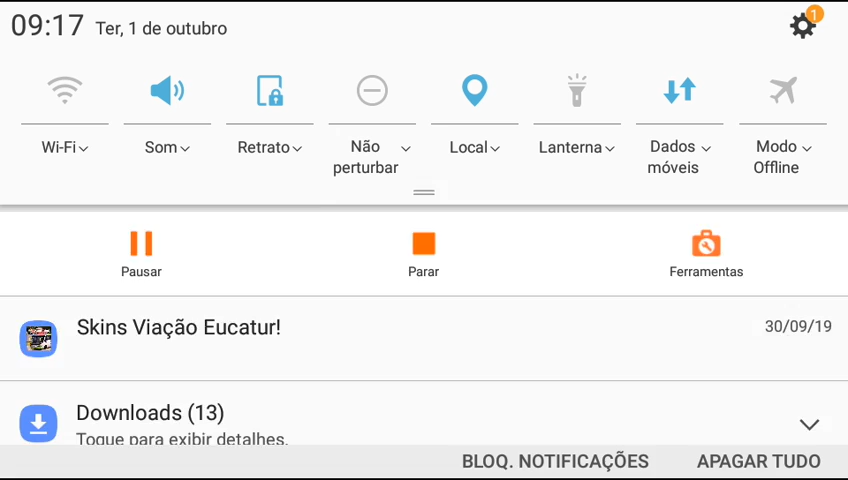 09:17 Ter, 1 de outubro
1
Wi-Fi Som Retrato Não perturbar Local Lanterna Dados móveis Modo Offline
Pausar Parar Ferramentas
Skins Viação Eucatur! 30/09/19
Downloads (13)
Toque para exibir detalhes.
BLOQ. NOTIFICAÇÕES APAGAR TUDO